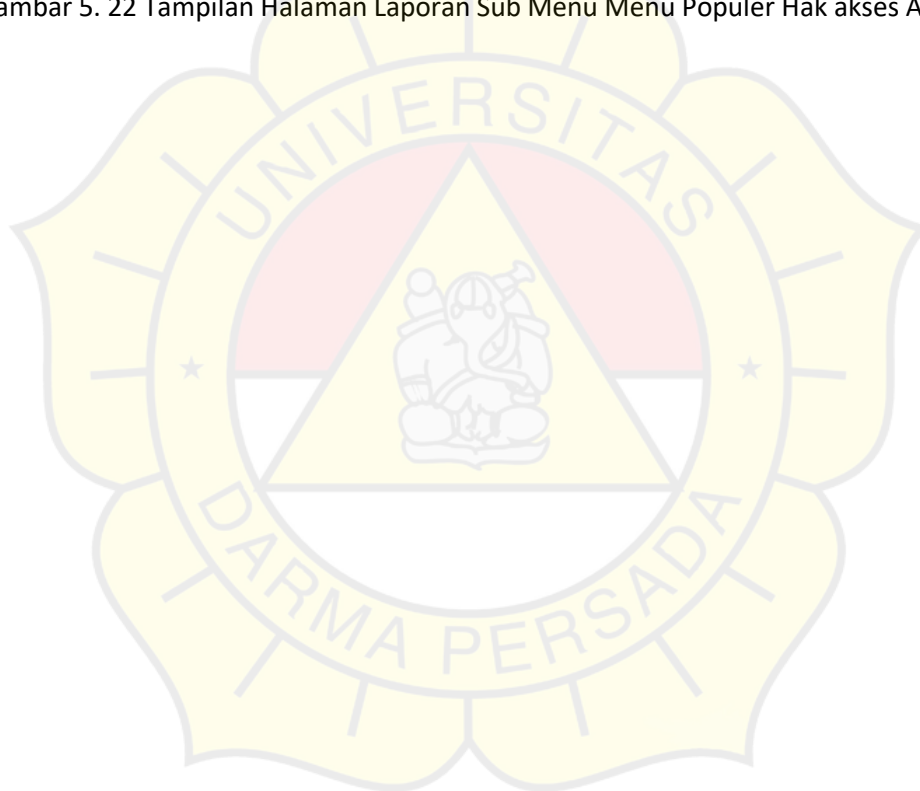 ambar 5. 22 Tampilan Halaman Laporan Sub Menu Menu Populer Hak akses A
UNIVERSITAS
DARMA PERSADA